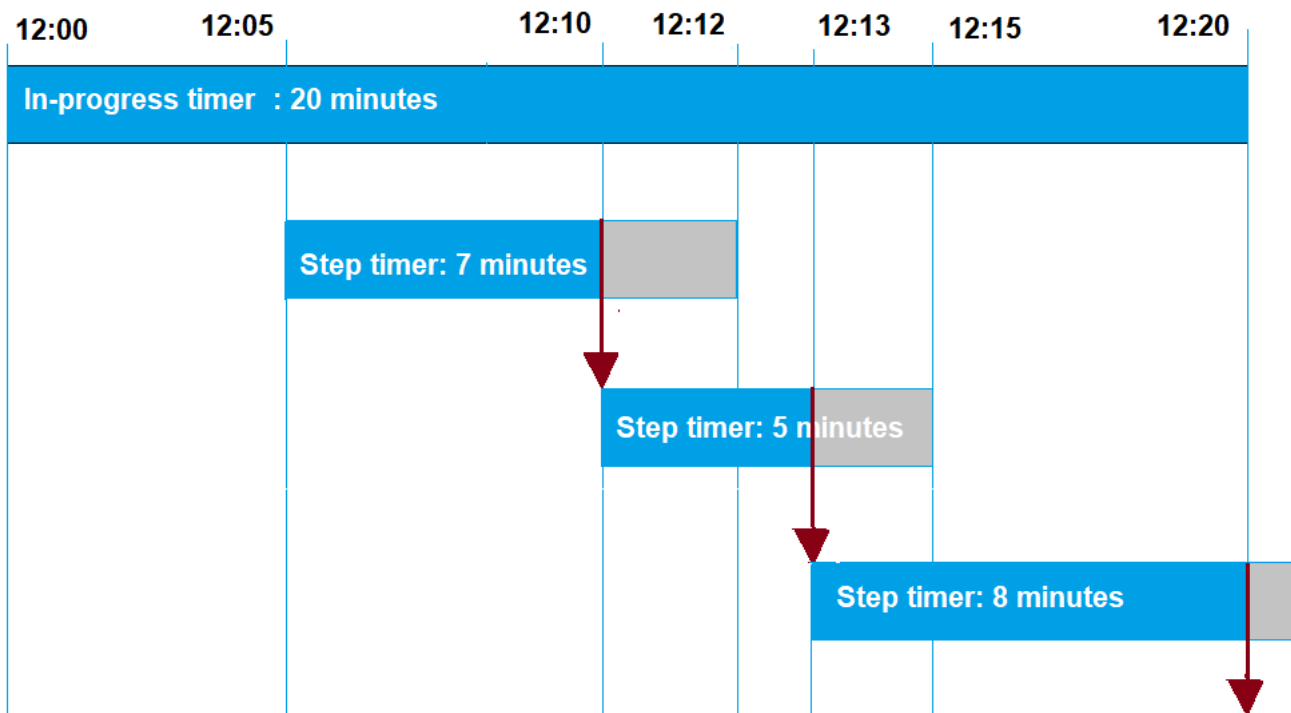 12:00 12:05 12:10 12:12 12:13 12:15 12:20
In-progress timer : 20 minutes
Step timer: 7 minutes
Step timer: 5 minutes
Step timer: 8 minutes